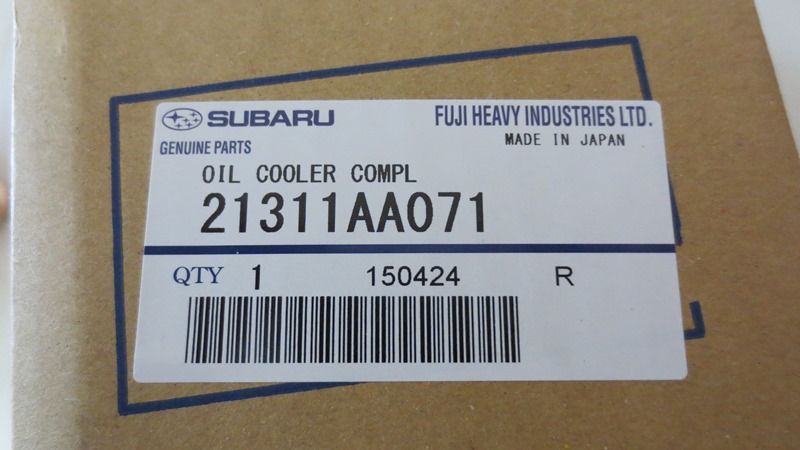 SUBARU
FUJI HEAVY INDUSTRIES LTD.
GENUINE PARTS
MADE IN JAPAN
OIL COOLER COMPL
21311AA071
QTY 1 150424 R